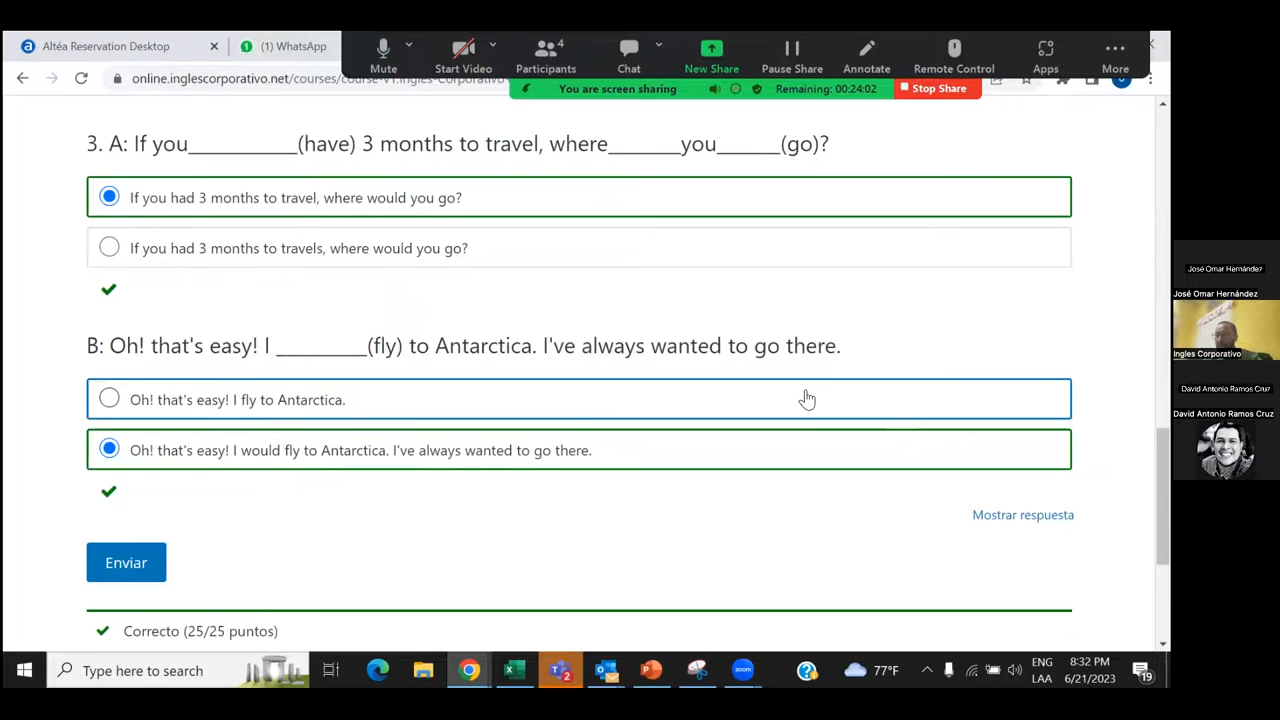 Altéa Reservation Desktop
(1) WhatsApp
Mute
Start Video
4
Participants
Chat
New Share
Pause Share
Annotate
Remote Control
Apps
More
online.inglescorporativo.net/courses/course-v1:Ingles-Corporativo
You are screen sharing
Remaining: 00:24:02
Stop Share
3. A: If you___________(have) 3 months to travel, where_______you______(go)?
If you had 3 months to travel, where would you go?
If you had 3 months to travels, where would you go?
B: Oh! that's easy! I _________(fly) to Antarctica. I've always wanted to go there.
Oh! that's easy! I fly to Antarctica.
Oh! that's easy! I would fly to Antarctica. I've always wanted to go there.
Mostrar respuesta
Enviar
Correcto (25/25 puntos)
José Omar Hernández
José Omar Hernández
Ingles Corporativo
David Antonio Ramos Cruz
David Antonio Ramos Cruz
Type here to search
2
zoom
77°F
ENG
LAA
8:32 PM
6/21/2023
19